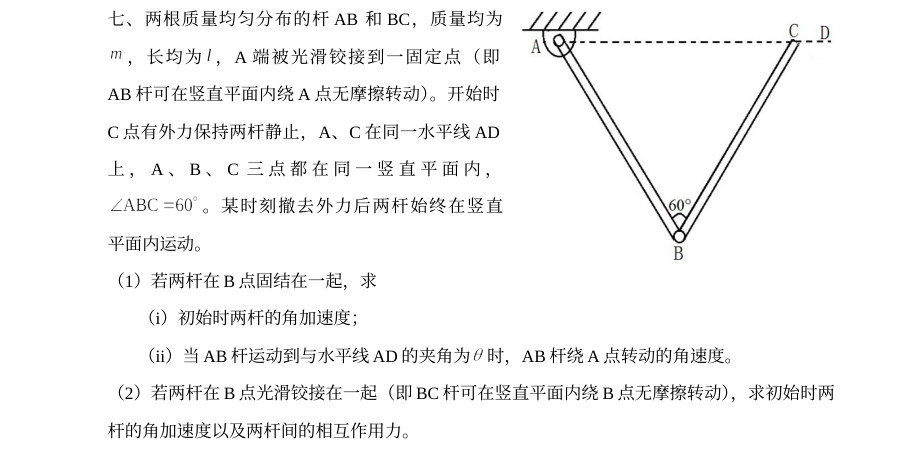 七、两根质量均匀分布的杆 AB 和 BC，质量均为
m，长均为 l，A 端被光滑铰接到一固定点（即
AB 杆可在竖直平面内绕 A 点无摩擦转动）。开始时
C 点有外力保持两杆静止，A、C 在同一水平线 AD
上，A、B、C 三点都在同一竖直平面内，
∠ABC =60°。某时刻撤去外力后两杆始终在竖直
平面内运动。
（1）若两杆在 B 点固结在一起，求
（i）初始时两杆的角加速度；
（ii）当 AB 杆运动到与水平线 AD 的夹角为θ时，AB 杆绕 A 点转动的角速度。
（2）若两杆在 B 点光滑铰接在一起（即 BC 杆可在竖直平面内绕 B 点无摩擦转动），求初始时两
杆的角加速度以及两杆间的相互作用力。
A
C
D
60°
B